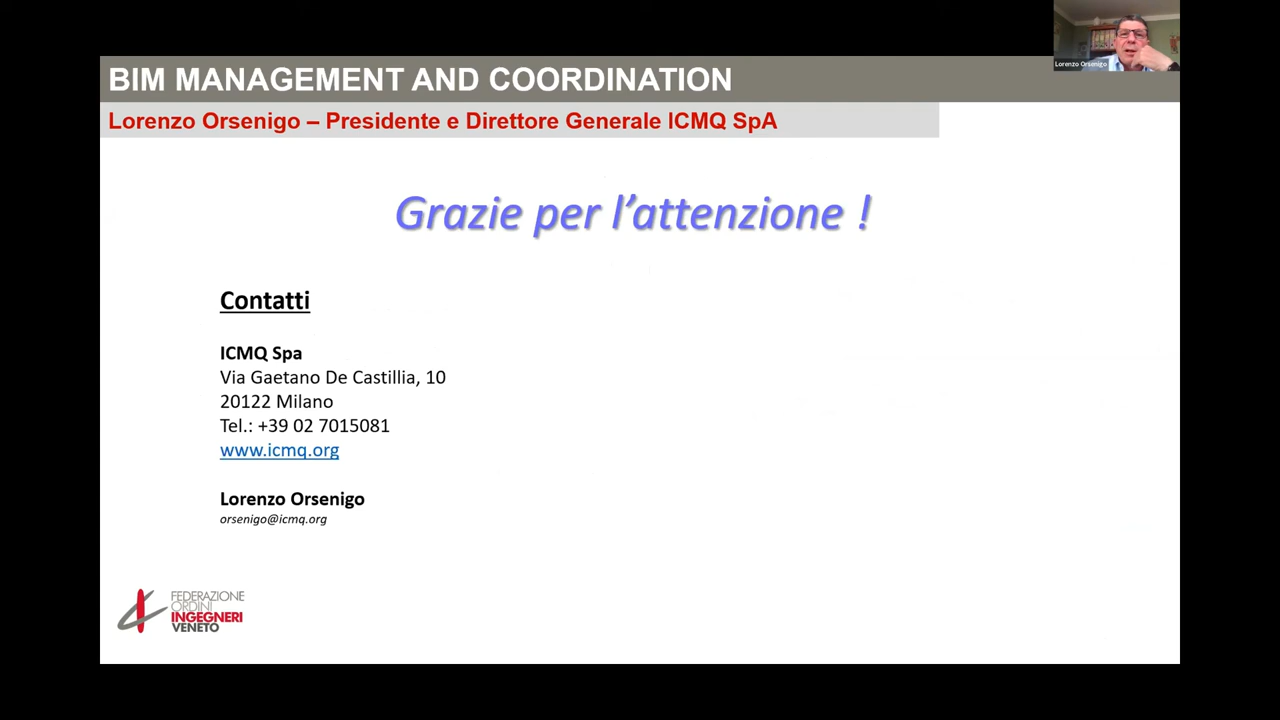 Lorenzo Orsenigo
BIM MANAGEMENT AND COORDINATION
Lorenzo Orsenigo – Presidente e Direttore Generale ICMQ SpA
Grazie per l’attenzione !
Contatti
ICMQ Spa
Via Gaetano De Castillia, 10
20122 Milano
Tel.: +39 02 7015081
www.icmq.org
Lorenzo Orsenigo
orsenigo@icmq.org
FEDERAZIONE
ORDINI
INGEGNERI
VENETO